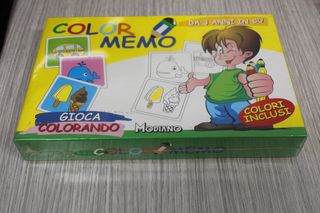 COLOR
MEMO
DA 3 ANNI IN SU
GIOCA
COLORANDO
MODIANO
COLORI
INCLUSI
COLOR MEMO